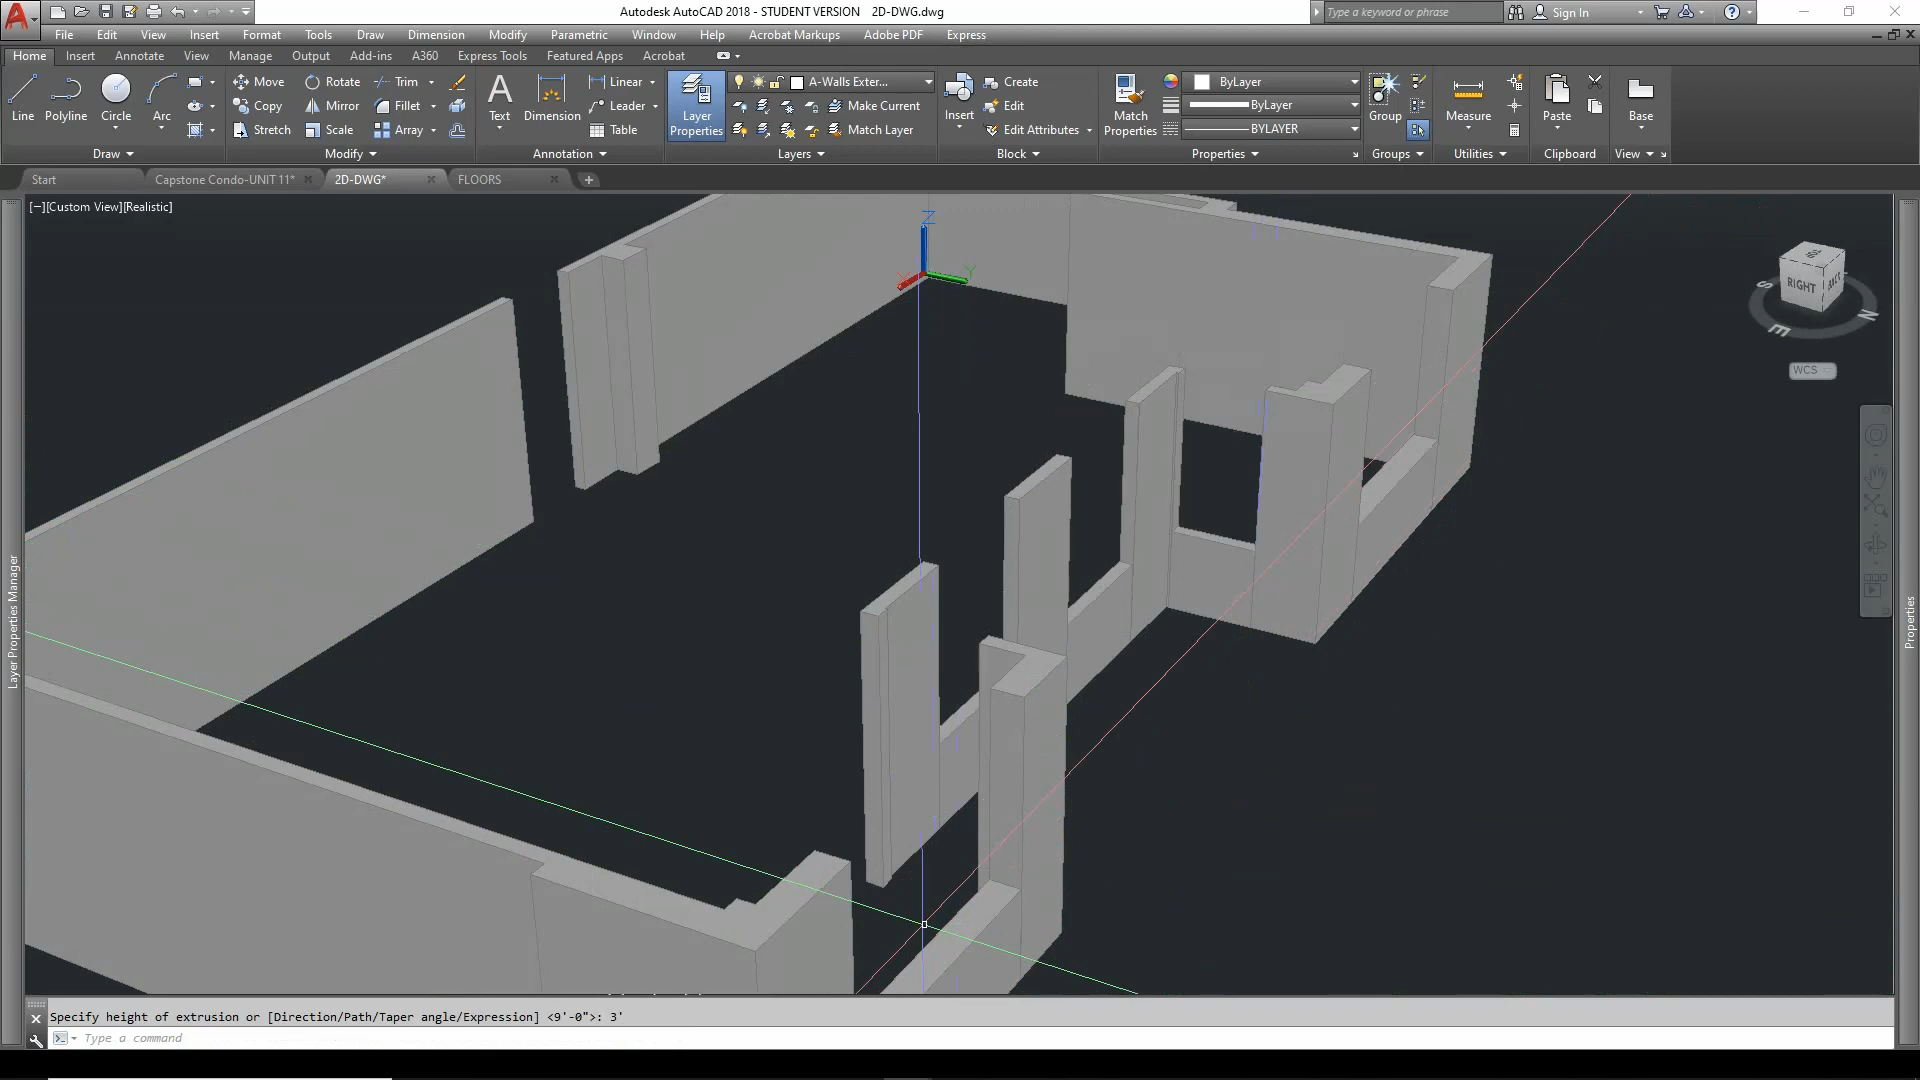 Autodesk AutoCAD 2018 - STUDENT VERSION 2D-DWG.dwg
Type a keyword or phrase
Sign In
File Edit View Insert Format Tools Draw Dimension Modify Parametric Window Help Acrobat Markups Adobe PDF Express
Home Insert Annotate View Manage Output Add-ins A360 Express Tools Featured Apps Acrobat
Line Polyline Circle Arc
Move Rotate Trim
Copy Mirror Fillet
Stretch Scale Array
Text Dimension
Linear
Leader
Table
Layer Properties
A-Walls Exter...
Make Current
Match Layer
Insert
Create
Edit
Edit Attributes
Match Properties
ByLayer
ByLayer
BYLAYER
Group
Measure
Paste
Base
Draw Modify Annotation Layers Block Properties Groups Utilities Clipboard View
Start Capstone Condo-UNIT 11* 2D-DWG* FLOORS
[−][Custom View][Realistic]
Z
X
Y
TOP
RIGHT
BACK
S
E
N
WCS
Layer Properties Manager
Properties
Specify height of extrusion or [Direction/Path/Taper angle/Expression] <9'-0">: 3'
Type a command